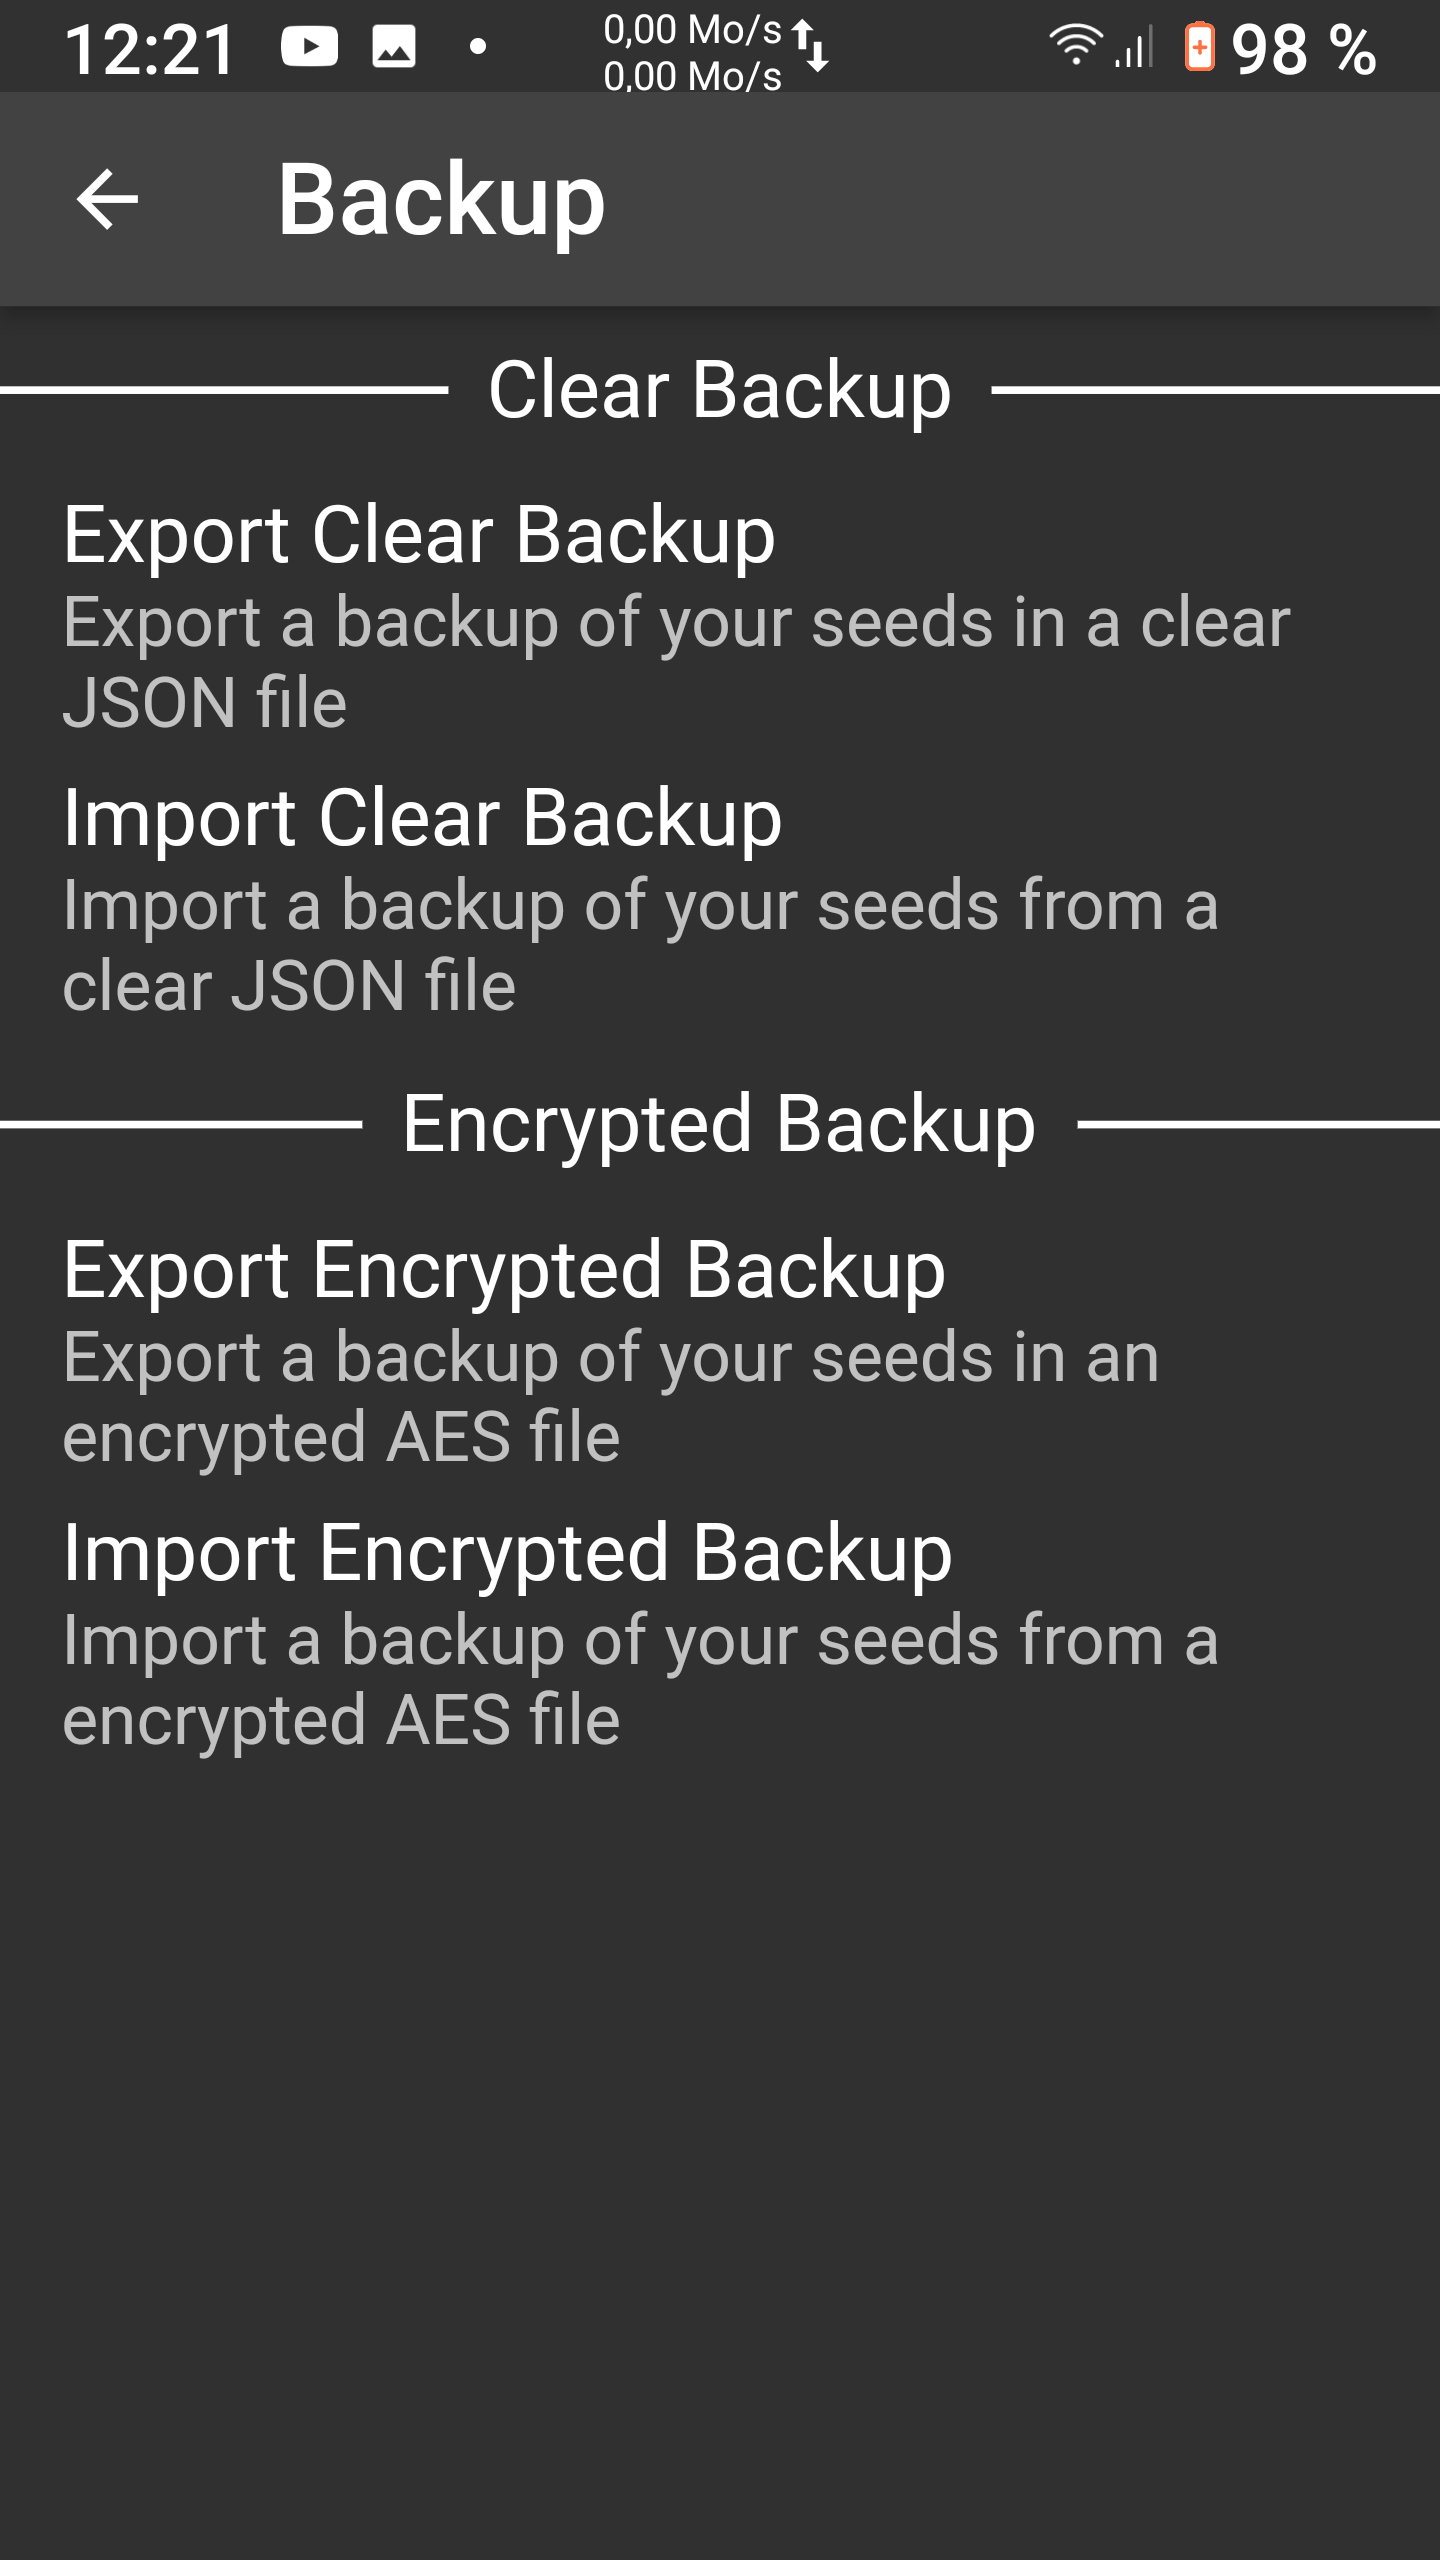 12:21
0,00 Mo/s
0,00 Mo/s
98 %
Backup
Clear Backup
Export Clear Backup
Export a backup of your seeds in a clear
JSON file
Import Clear Backup
Import a backup of your seeds from a
clear JSON file
Encrypted Backup
Export Encrypted Backup
Export a backup of your seeds in an
encrypted AES file
Import Encrypted Backup
Import a backup of your seeds from a
encrypted AES file